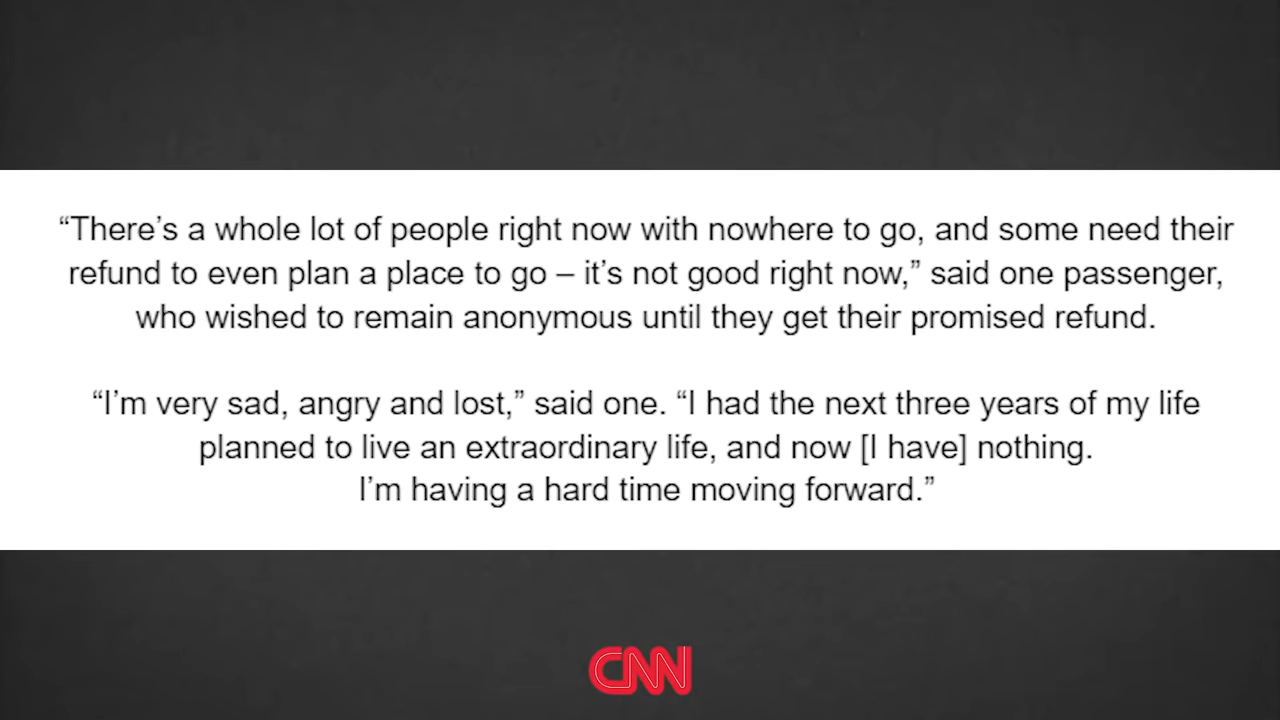 “There’s a whole lot of people right now with nowhere to go, and some need their
refund to even plan a place to go – it’s not good right now,” said one passenger,
who wished to remain anonymous until they get their promised refund.
“I’m very sad, angry and lost,” said one. “I had the next three years of my life
planned to live an extraordinary life, and now [I have] nothing.
I’m having a hard time moving forward.”
CNN